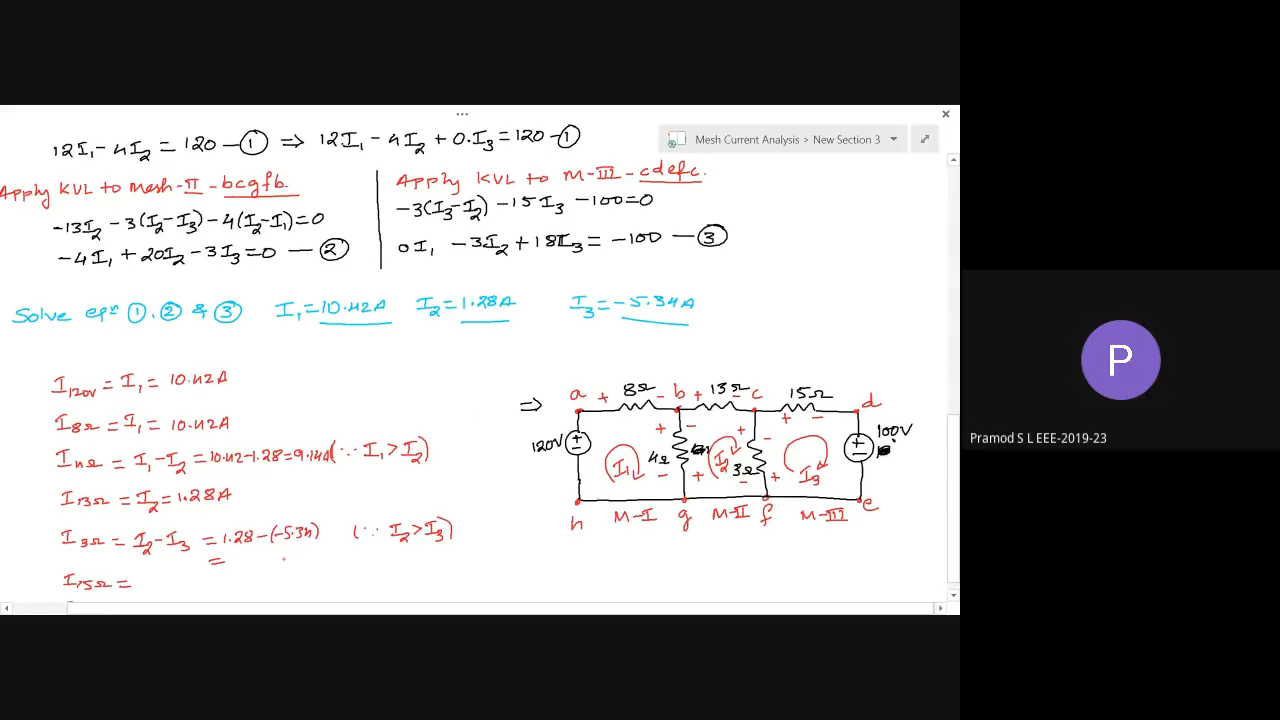 12I₁ - 4I₂ = 120 — ① ⇒ 12I₁ - 4I₂ + 0.I₃ = 120 - ①
Mesh Current Analysis > New Section 3
Apply KVL to Mesh-II - bcgfb.
-13I₂ - 3(I₂-I₃) - 4(I₂-I₁) = 0
-4I₁ + 20I₂ - 3I₃ = 0 — ②
Apply KVL to M-III - cdefc.
-3(I₃-I₂) - 15I₃ - 100 = 0
0I₁ -3I₂ + 18I₃ = -100 — ③
Solve eqⁿ ①, ② & ③ I₁ = 10.42A I₂ = 1.28A I₃ = -5.34A
I₁₂₀ᵥ = I₁ = 10.42A
I₈Ω = I₁ = 10.42A
I₄Ω = I₁-I₂ = 10.42-1.28 = 9.14A (∵ I₁ > I₂)
I₁₃Ω = I₂ = 1.28A
I₃Ω = I₂-I₃ = 1.28-(-5.34) (∵ I₂ > I₃)
=
I₁₅Ω =
⇒
a + 8Ω - b + 13Ω - c 15Ω d
+ -
120V + - 4Ω I₁ I₂ 3Ω I₃ 100V
h M-I g M-II f M-III e
P
Pramod S L EEE-2019-23